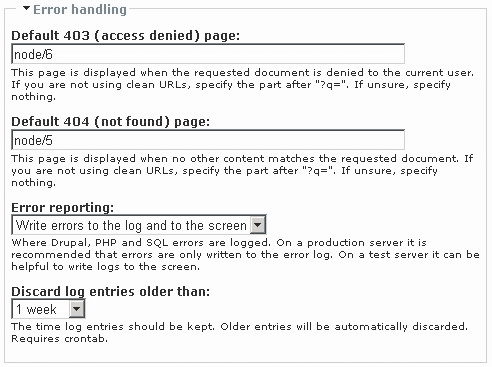 Error handling
Default 403 (access denied) page:
node/6
This page is displayed when the requested document is denied to the current user.
If you are not using clean URLs, specify the part after "?q=". If unsure, specify
nothing.
Default 404 (not found) page:
node/5
This page is displayed when no other content matches the requested document. If
you are not using clean URLs, specify the part after "?q=". If unsure, specify
nothing.
Error reporting:
Write errors to the log and to the screen
Where Drupal, PHP and SQL errors are logged. On a production server it is
recommended that errors are only written to the error log. On a test server it can be
helpful to write logs to the screen.
Discard log entries older than:
1 week
The time log entries should be kept. Older entries will be automatically discarded.
Requires crontab.